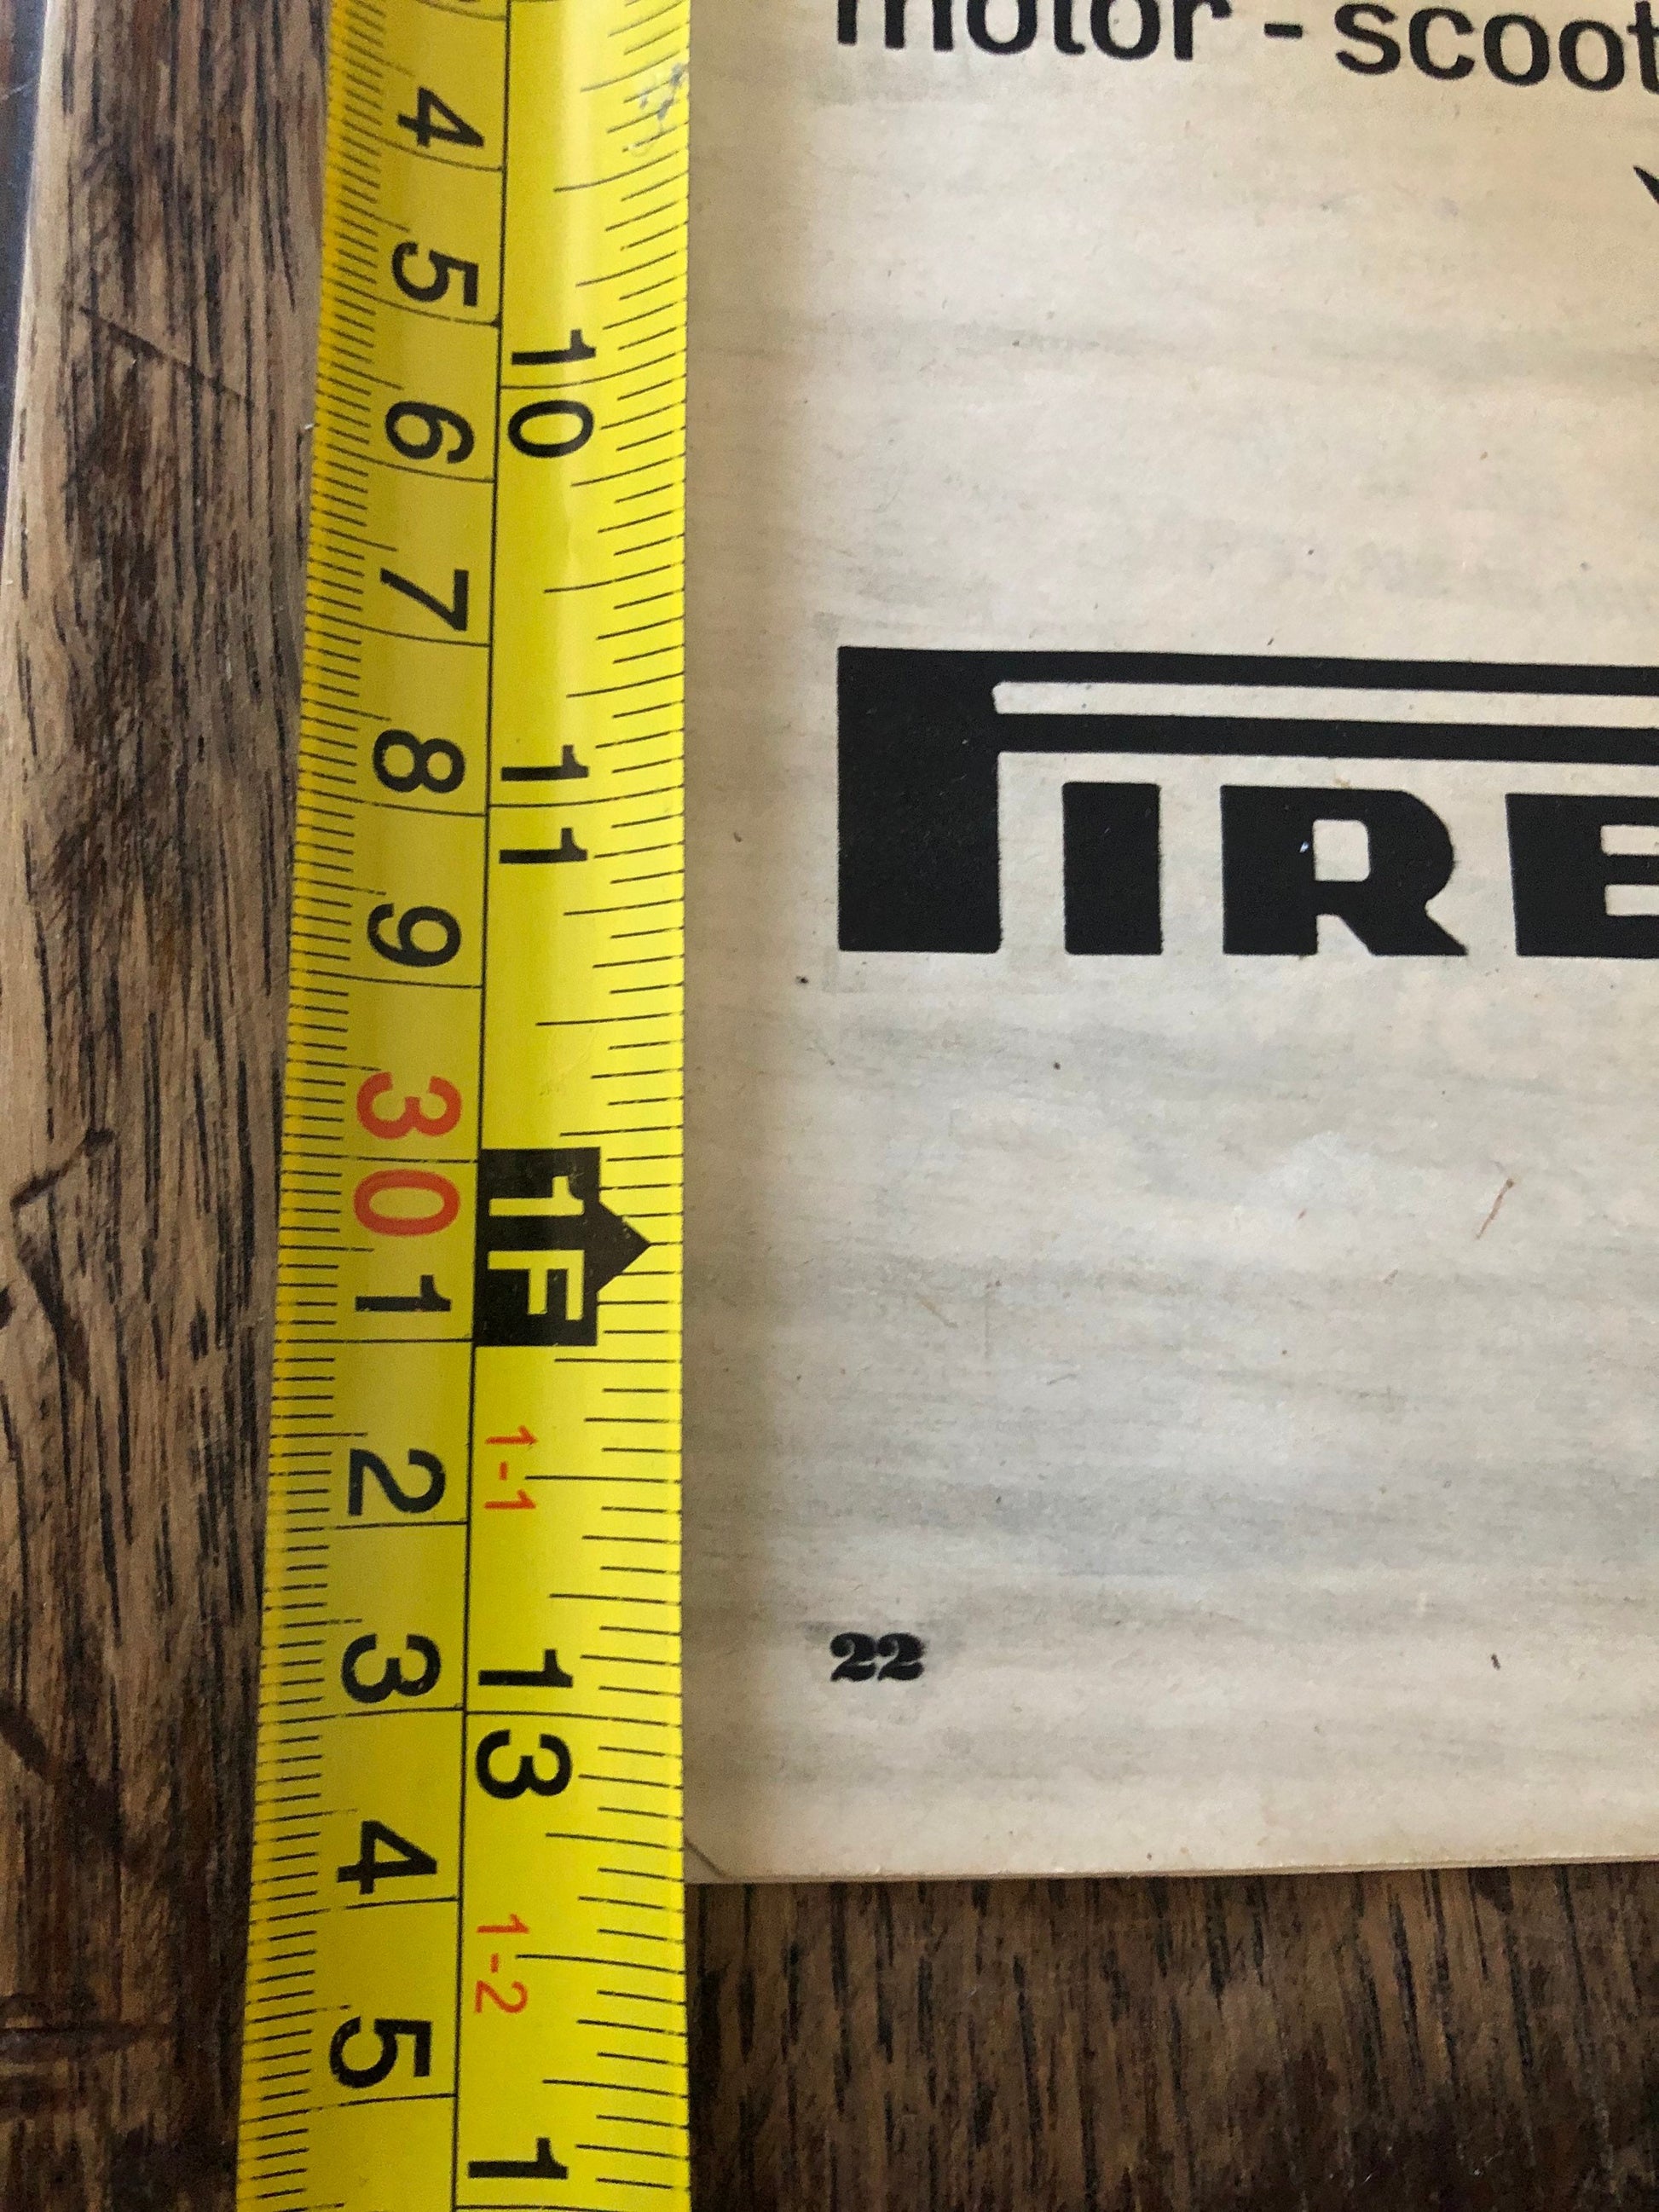 motor - scoot
PIRE
22
4 5 6 7 8 9 30 1 2 3 4 5
10 11 1F 1-1 13 1-2 1